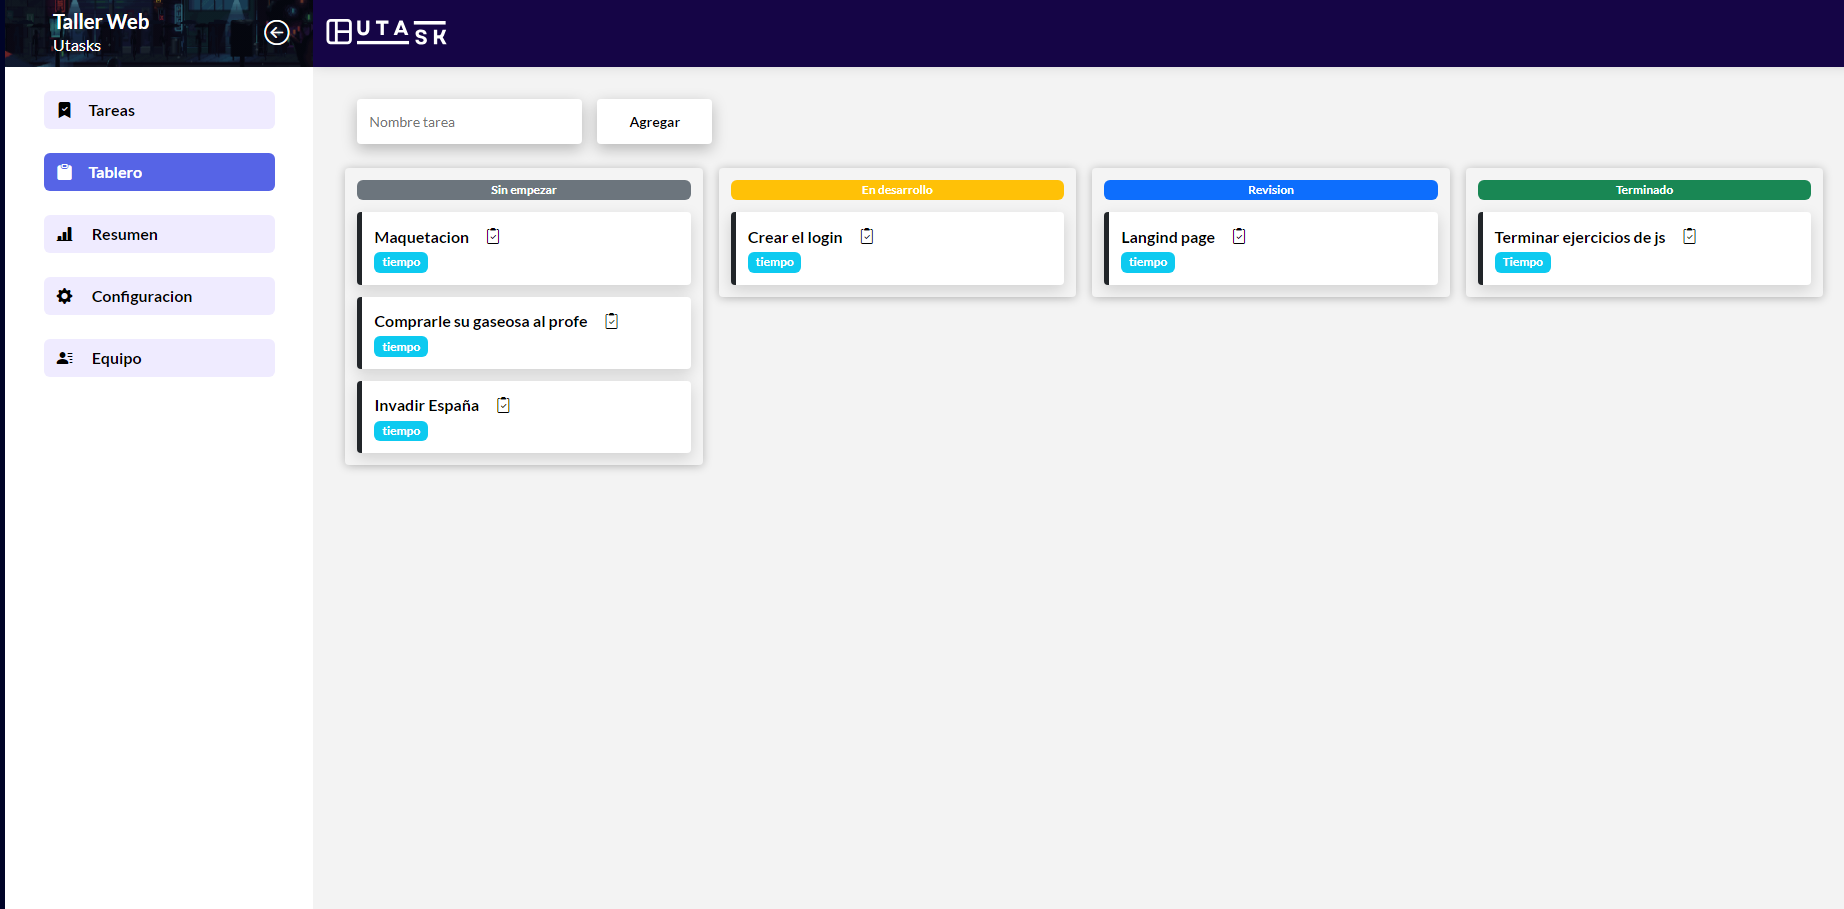 Taller Web
Utasks
UTASK
Tareas
Tablero
Resumen
Configuracion
Equipo
Nombre tarea
Agregar
Sin empezar
Maquetacion
tiempo
Comprarle su gaseosa al profe
tiempo
Invadir España
tiempo
En desarrollo
Crear el login
tiempo
Revision
Langind page
tiempo
Terminado
Terminar ejercicios de js
Tiempo